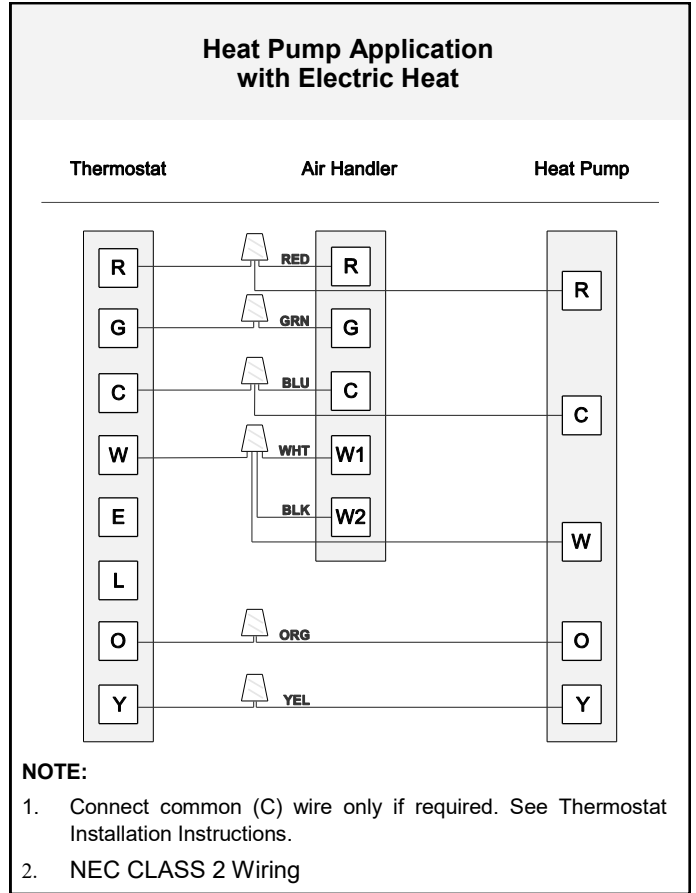 Heat Pump Application
with Electric Heat
Thermostat Air Handler Heat Pump
R RED R
R
G GRN G
C BLU C
C
W WHT W1
E BLK W2
W
L
O ORG O
Y YEL Y
NOTE:
1. Connect common (C) wire only if required. See Thermostat
Installation Instructions.
2. NEC CLASS 2 Wiring